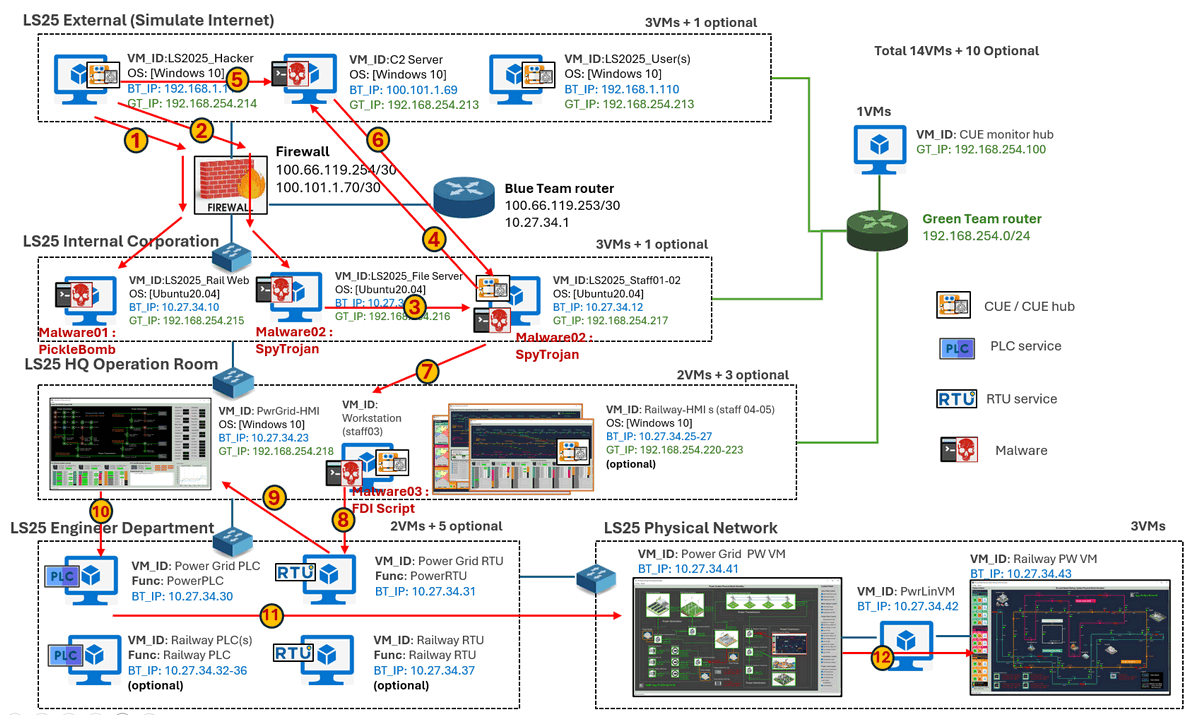 LS25 External (Simulate Internet)
3VMs + 1 optional
VM_ID:LS2025_Hacker
OS: [Windows 10]
BT_IP: 192.168.1.1
GT_IP: 192.168.254.214
VM_ID:C2 Server
OS: [Windows 10]
BT_IP: 100.101.1.69
GT_IP: 192.168.254.213
VM_ID:LS2025_User(s)
OS: [Windows 10]
BT_IP: 192.168.1.110
GT_IP: 192.168.254.213
Total 14VMs + 10 Optional
1VMs
VM_ID: CUE monitor hub
GT_IP: 192.168.254.100
5
1
2
6
Firewall
100.66.119.254/30
100.101.1.70/30
FIREWALL
Blue Team router
100.66.119.253/30
10.27.34.1
Green Team router
192.168.254.0/24
4
LS25 Internal Corporation
3VMs + 1 optional
VM_ID:LS2025_Rail Web
OS: [Ubuntu20.04]
BT_IP: 10.27.34.10
GT_IP: 192.168.254.215
Malware01 :
PickleBomb
VM_ID:LS2025_File Server
OS: [Ubuntu20.04]
BT_IP: 10.27.3
GT_IP: 192.168.254.216
Malware02 :
SpyTrojan
3
VM_ID:LS2025_Staff01-02
OS: [Ubuntu20.04]
BT_IP: 10.27.34.12
GT_IP: 192.168.254.217
Malware02 :
SpyTrojan
CUE / CUE hub
PLC
PLC service
RTU
RTU service
Malware
LS25 HQ Operation Room
7
2VMs + 3 optional
VM_ID: PwrGrid-HMI
OS: [Windows 10]
BT_IP: 10.27.34.23
GT_IP: 192.168.254.218
VM_ID:
Workstation
(staff03)
Malware03 :
FDI Script
VM_ID: Railway-HMI s (staff 04-05)
OS: [Windows 10]
BT_IP: 10.27.34.25-27
GT_IP: 192.168.254.220-223
(optional)
10
9
8
LS25 Engineer Department
2VMs + 5 optional
PLC
VM_ID: Power Grid PLC
Func: PowerPLC
BT_IP: 10.27.34.30
RTU
VM_ID: Power Grid RTU
Func: PowerRTU
BT_IP: 10.27.34.31
11
PLC
VM_ID: Railway PLC(s)
Func: Railway PLC
BT_IP: 10.27.34.32-36
(optional)
RTU
VM_ID: Railway RTU
Func: Railway RTU
BT_IP: 10.27.34.37
(optional)
LS25 Physical Network
3VMs
VM_ID: Power Grid PW VM
BT_IP: 10.27.34.41
VM_ID: PwrLinVM
BT_IP: 10.27.34.42
12
VM_ID: Railway PW VM
BT_IP: 10.27.34.43